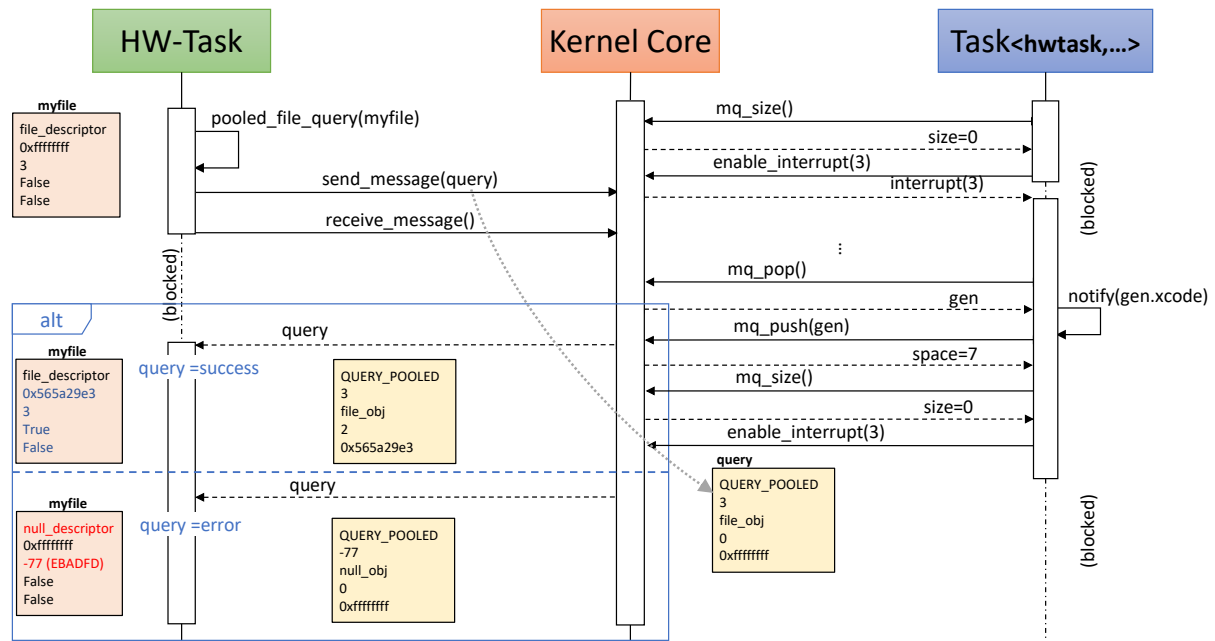 HW-Task
Kernel Core
Task<hwtask,...>
myfile
file_descriptor
0xffffffff
3
False
False
pooled_file_query(myfile)
mq_size()
size=0
enable_interrupt(3)
send_message(query)
interrupt(3)
receive_message()
(blocked)
(blocked)
...
mq_pop()
gen
notify(gen.xcode)
mq_push(gen)
space=7
mq_size()
size=0
enable_interrupt(3)
alt
query
myfile
file_descriptor
0x565a29e3
3
True
False
query =success
QUERY_POOLED
3
file_obj
2
0x565a29e3
query
QUERY_POOLED
3
file_obj
0
0xffffffff
(blocked)
query
myfile
null_descriptor
0xffffffff
-77 (EBADFD)
False
False
query =error
QUERY_POOLED
-77
null_obj
0
0xffffffff